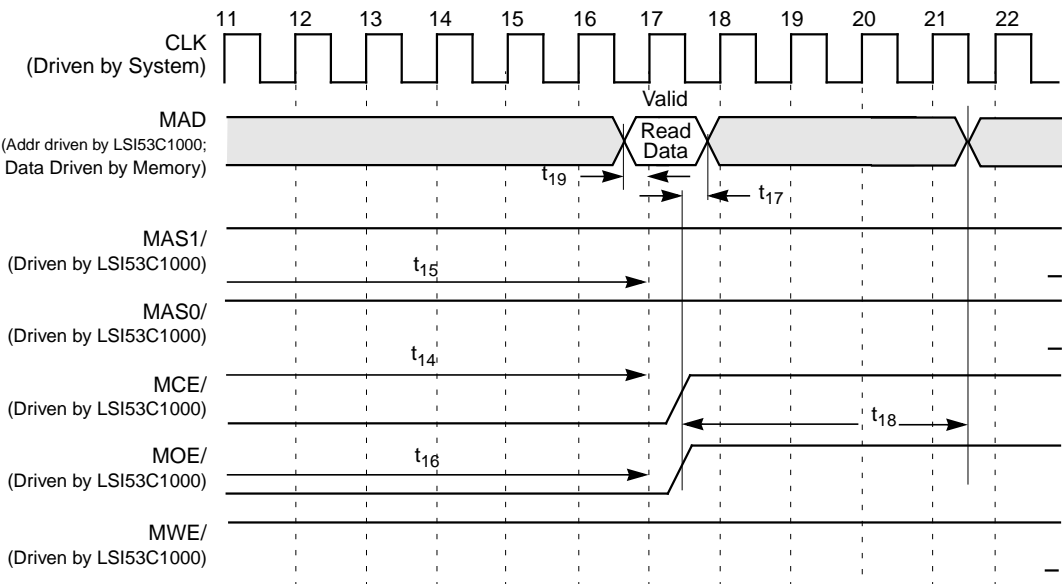 11 12 13 14 15 16 17 18 19 20 21 22
CLK
(Driven by System)
Valid
MAD
Read
Data
(Addr driven by LSI53C1000;
Data Driven by Memory)
t19
t17
MAS1/
(Driven by LSI53C1000)
t15
MAS0/
(Driven by LSI53C1000)
t14
MCE/
(Driven by LSI53C1000)
t18
MOE/
(Driven by LSI53C1000)
t16
MWE/
(Driven by LSI53C1000)